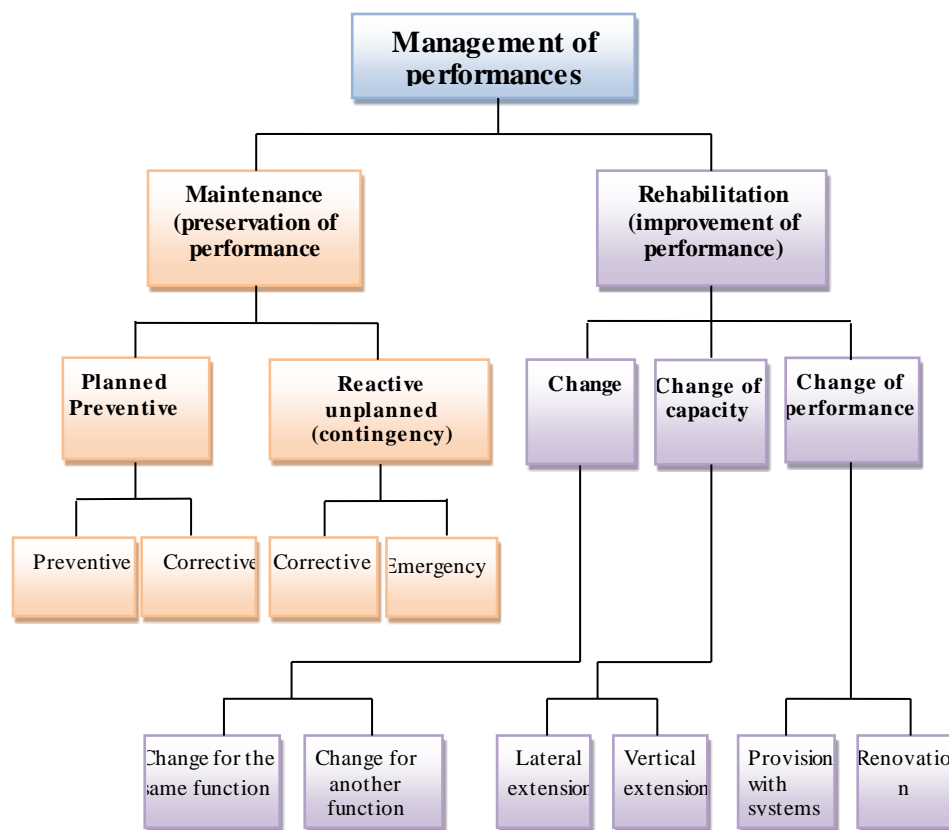 Management of
performances
Maintenance
(preservation of
performance
Rehabilitation
(improvement of
performance)
Planned
Preventive
Reactive
unplanned
(contingency)
Change
Change of
capacity
Change of
performance
Preventive
Corrective
Corrective
Emergency
Change for the
same function
Change for
another
function
Lateral
extension
Vertical
extension
Provision
with
systems
Renovatio
n